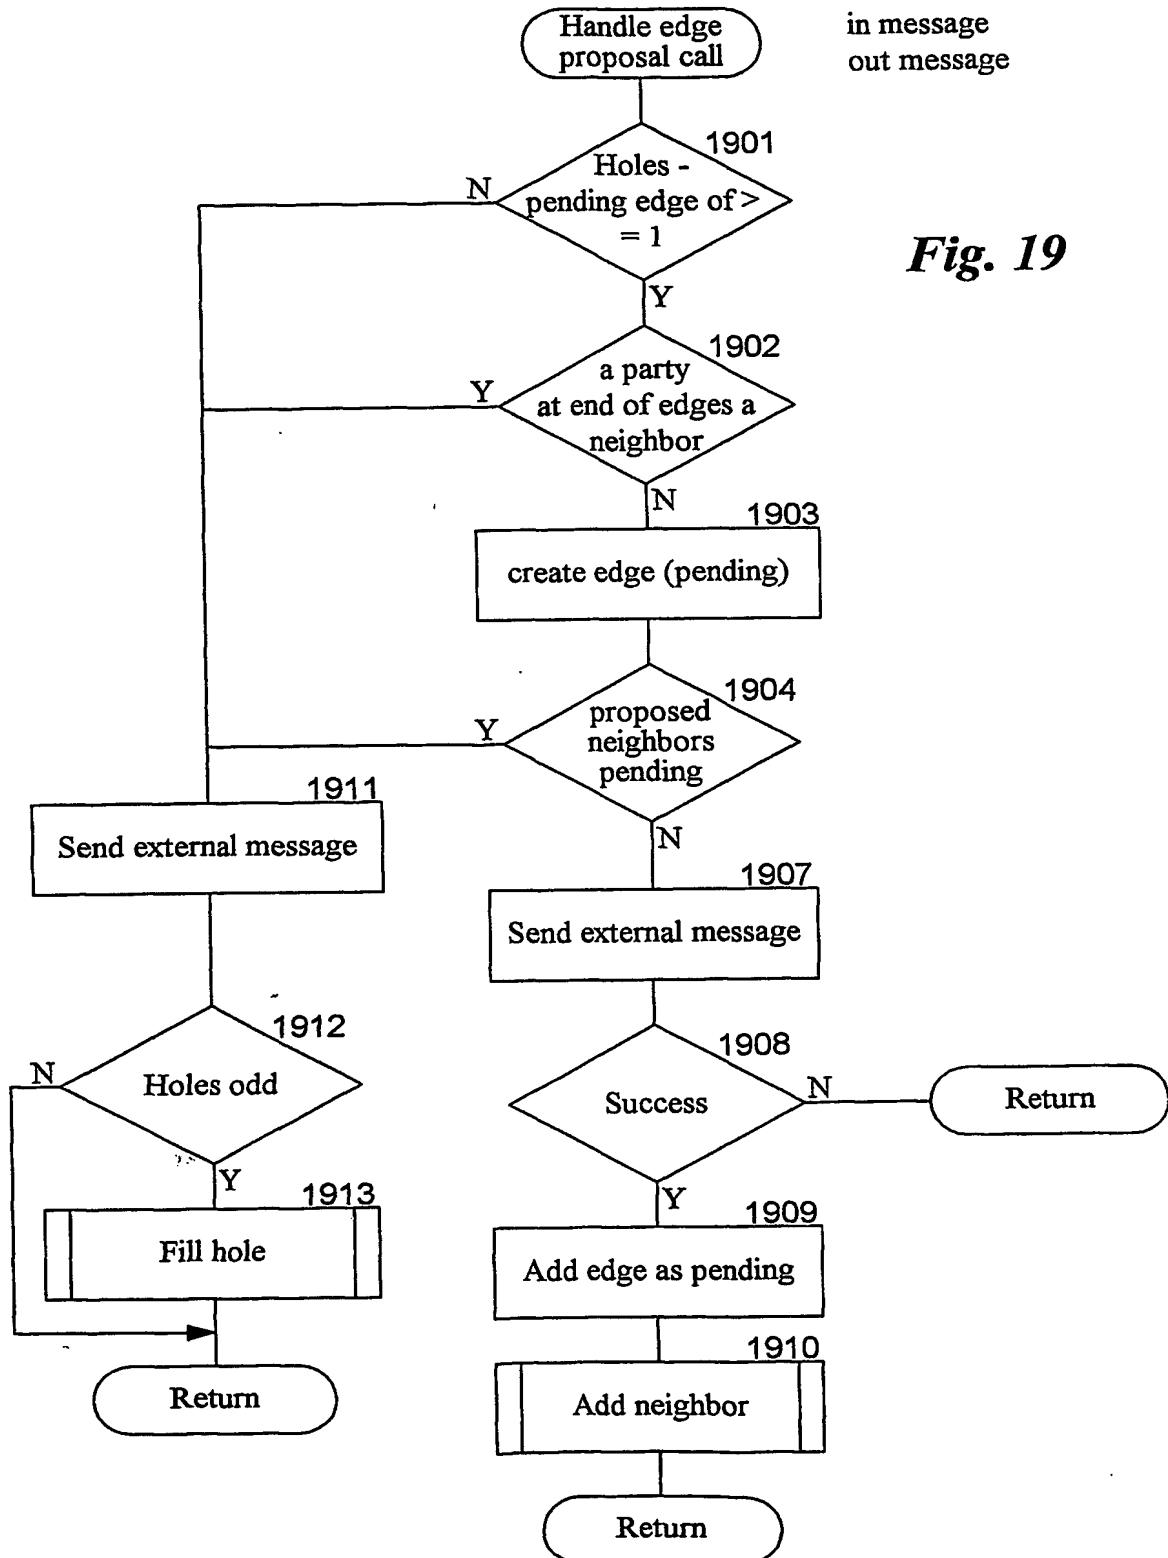 Handle edge
proposal call
in message
out message
1901
Holes -
pending edge of >
= 1
N
Y
Fig. 19
1902
a party
at end of edges a
neighbor
Y
N
1903
create edge (pending)
1904
proposed
neighbors
pending
Y
N
1911
Send external message
1907
Send external message
1912
Holes odd
N
Y
1908
Success
N
Return
Y
1913
Fill hole
1909
Add edge as pending
1910
Add neighbor
Return
Return